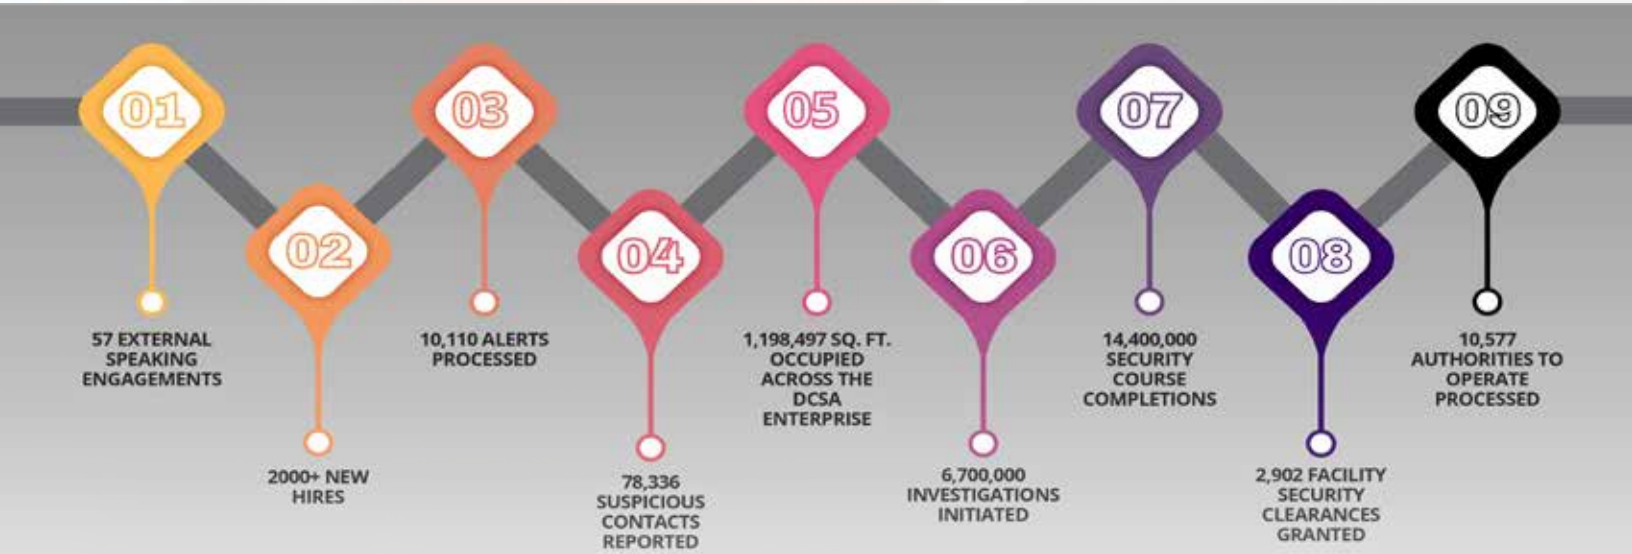 01
57 EXTERNAL
SPEAKING
ENGAGEMENTS
02
2000+ NEW
HIRES
03
10,110 ALERTS
PROCESSED
04
78,336
SUSPICIOUS
CONTACTS
REPORTED
05
1,198,497 SQ. FT.
OCCUPIED
ACROSS THE
DCSA
ENTERPRISE
06
6,700,000
INVESTIGATIONS
INITIATED
07
14,400,000
SECURITY
COURSE
COMPLETIONS
08
2,902 FACILITY
SECURITY
CLEARANCES
GRANTED
09
10,577
AUTHORITIES TO
OPERATE
PROCESSED